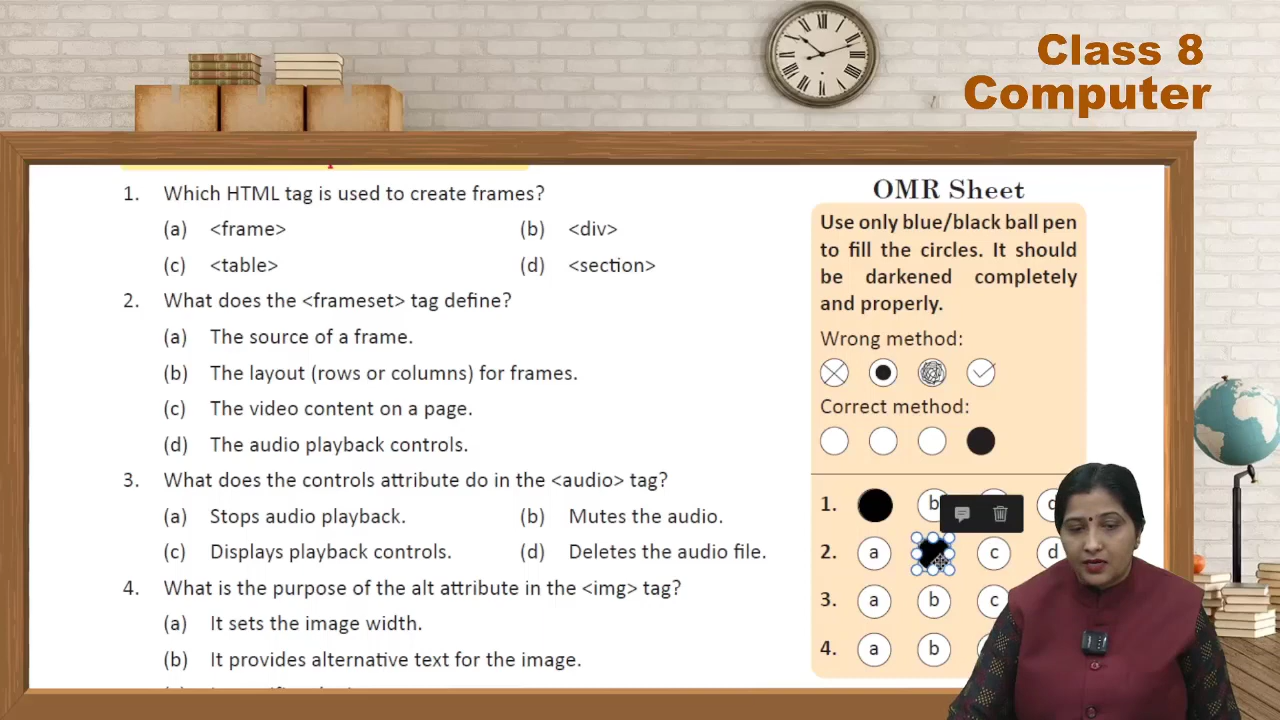 Class 8
Computer
1. Which HTML tag is used to create frames?
(a) <frame> (b) <div>
(c) <table> (d) <section>
2. What does the <frameset> tag define?
(a) The source of a frame.
(b) The layout (rows or columns) for frames.
(c) The video content on a page.
(d) The audio playback controls.
3. What does the controls attribute do in the <audio> tag?
(a) Stops audio playback. (b) Mutes the audio.
(c) Displays playback controls. (d) Deletes the audio file.
4. What is the purpose of the alt attribute in the <img> tag?
(a) It sets the image width.
(b) It provides alternative text for the image.
OMR Sheet
Use only blue/black ball pen
to fill the circles. It should
be darkened completely
and properly.
Wrong method:
Correct method:
1. b
2. a c d
3. a b c
4. a b